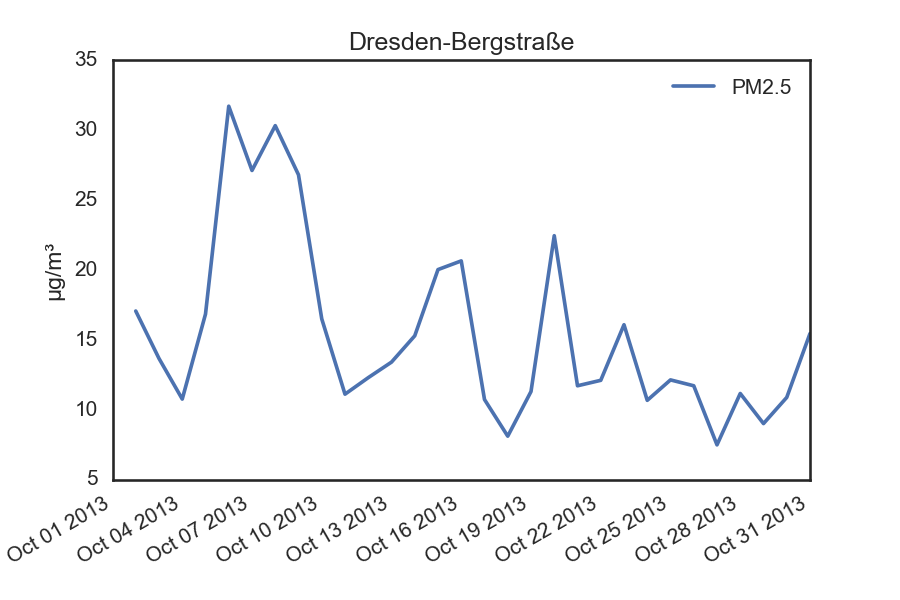 Dresden-Bergstraße
35
PM2.5
30
25
20
µg/m³
15
10
5
Oct 01 2013
Oct 04 2013
Oct 07 2013
Oct 10 2013
Oct 13 2013
Oct 16 2013
Oct 19 2013
Oct 22 2013
Oct 25 2013
Oct 28 2013
Oct 31 2013